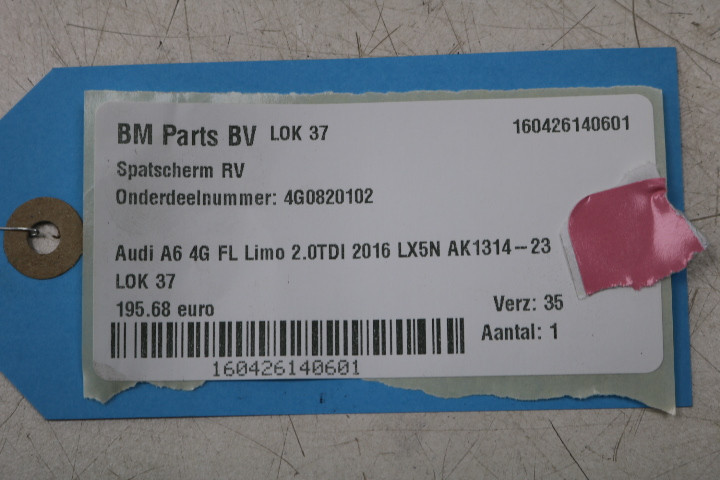 BM Parts BV LOK 37 160426140601
Spatscherm RV
Onderdeelnummer: 4G0820102
Audi A6 4G FL Limo 2.0TDI 2016 LX5N AK1314-23
LOK 37
195.68 euro Verz: 35
Aantal: 1
160426140601